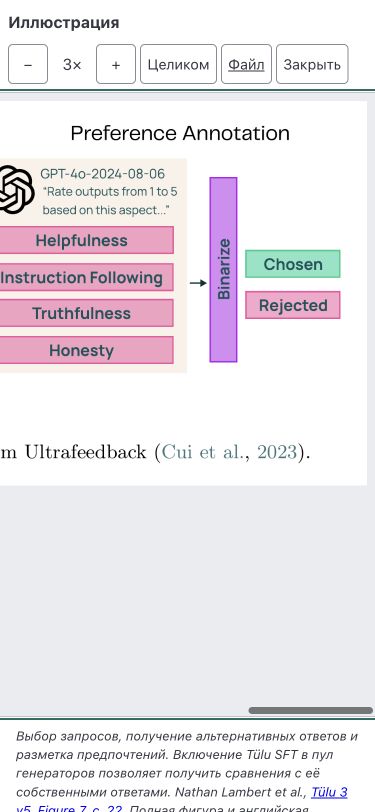 Иллюстрация
− 3× + Целиком Файл Закрыть
Preference Annotation
GPT-4o-2024-08-06
"Rate outputs from 1 to 5
based on this aspect..."
Helpfulness
Instruction Following
Truthfulness
Honesty
Binarize
Chosen
Rejected
m Ultrafeedback (Cui et al., 2023).
Выбор запросов, получение альтернативных ответов и
разметка предпочтений. Включение Tülu SFT в пул
генераторов позволяет получить сравнения с её
собственными ответами. Nathan Lambert et al., Tülu 3
v5, Figure 7, с. 22. Полная фигура и английская